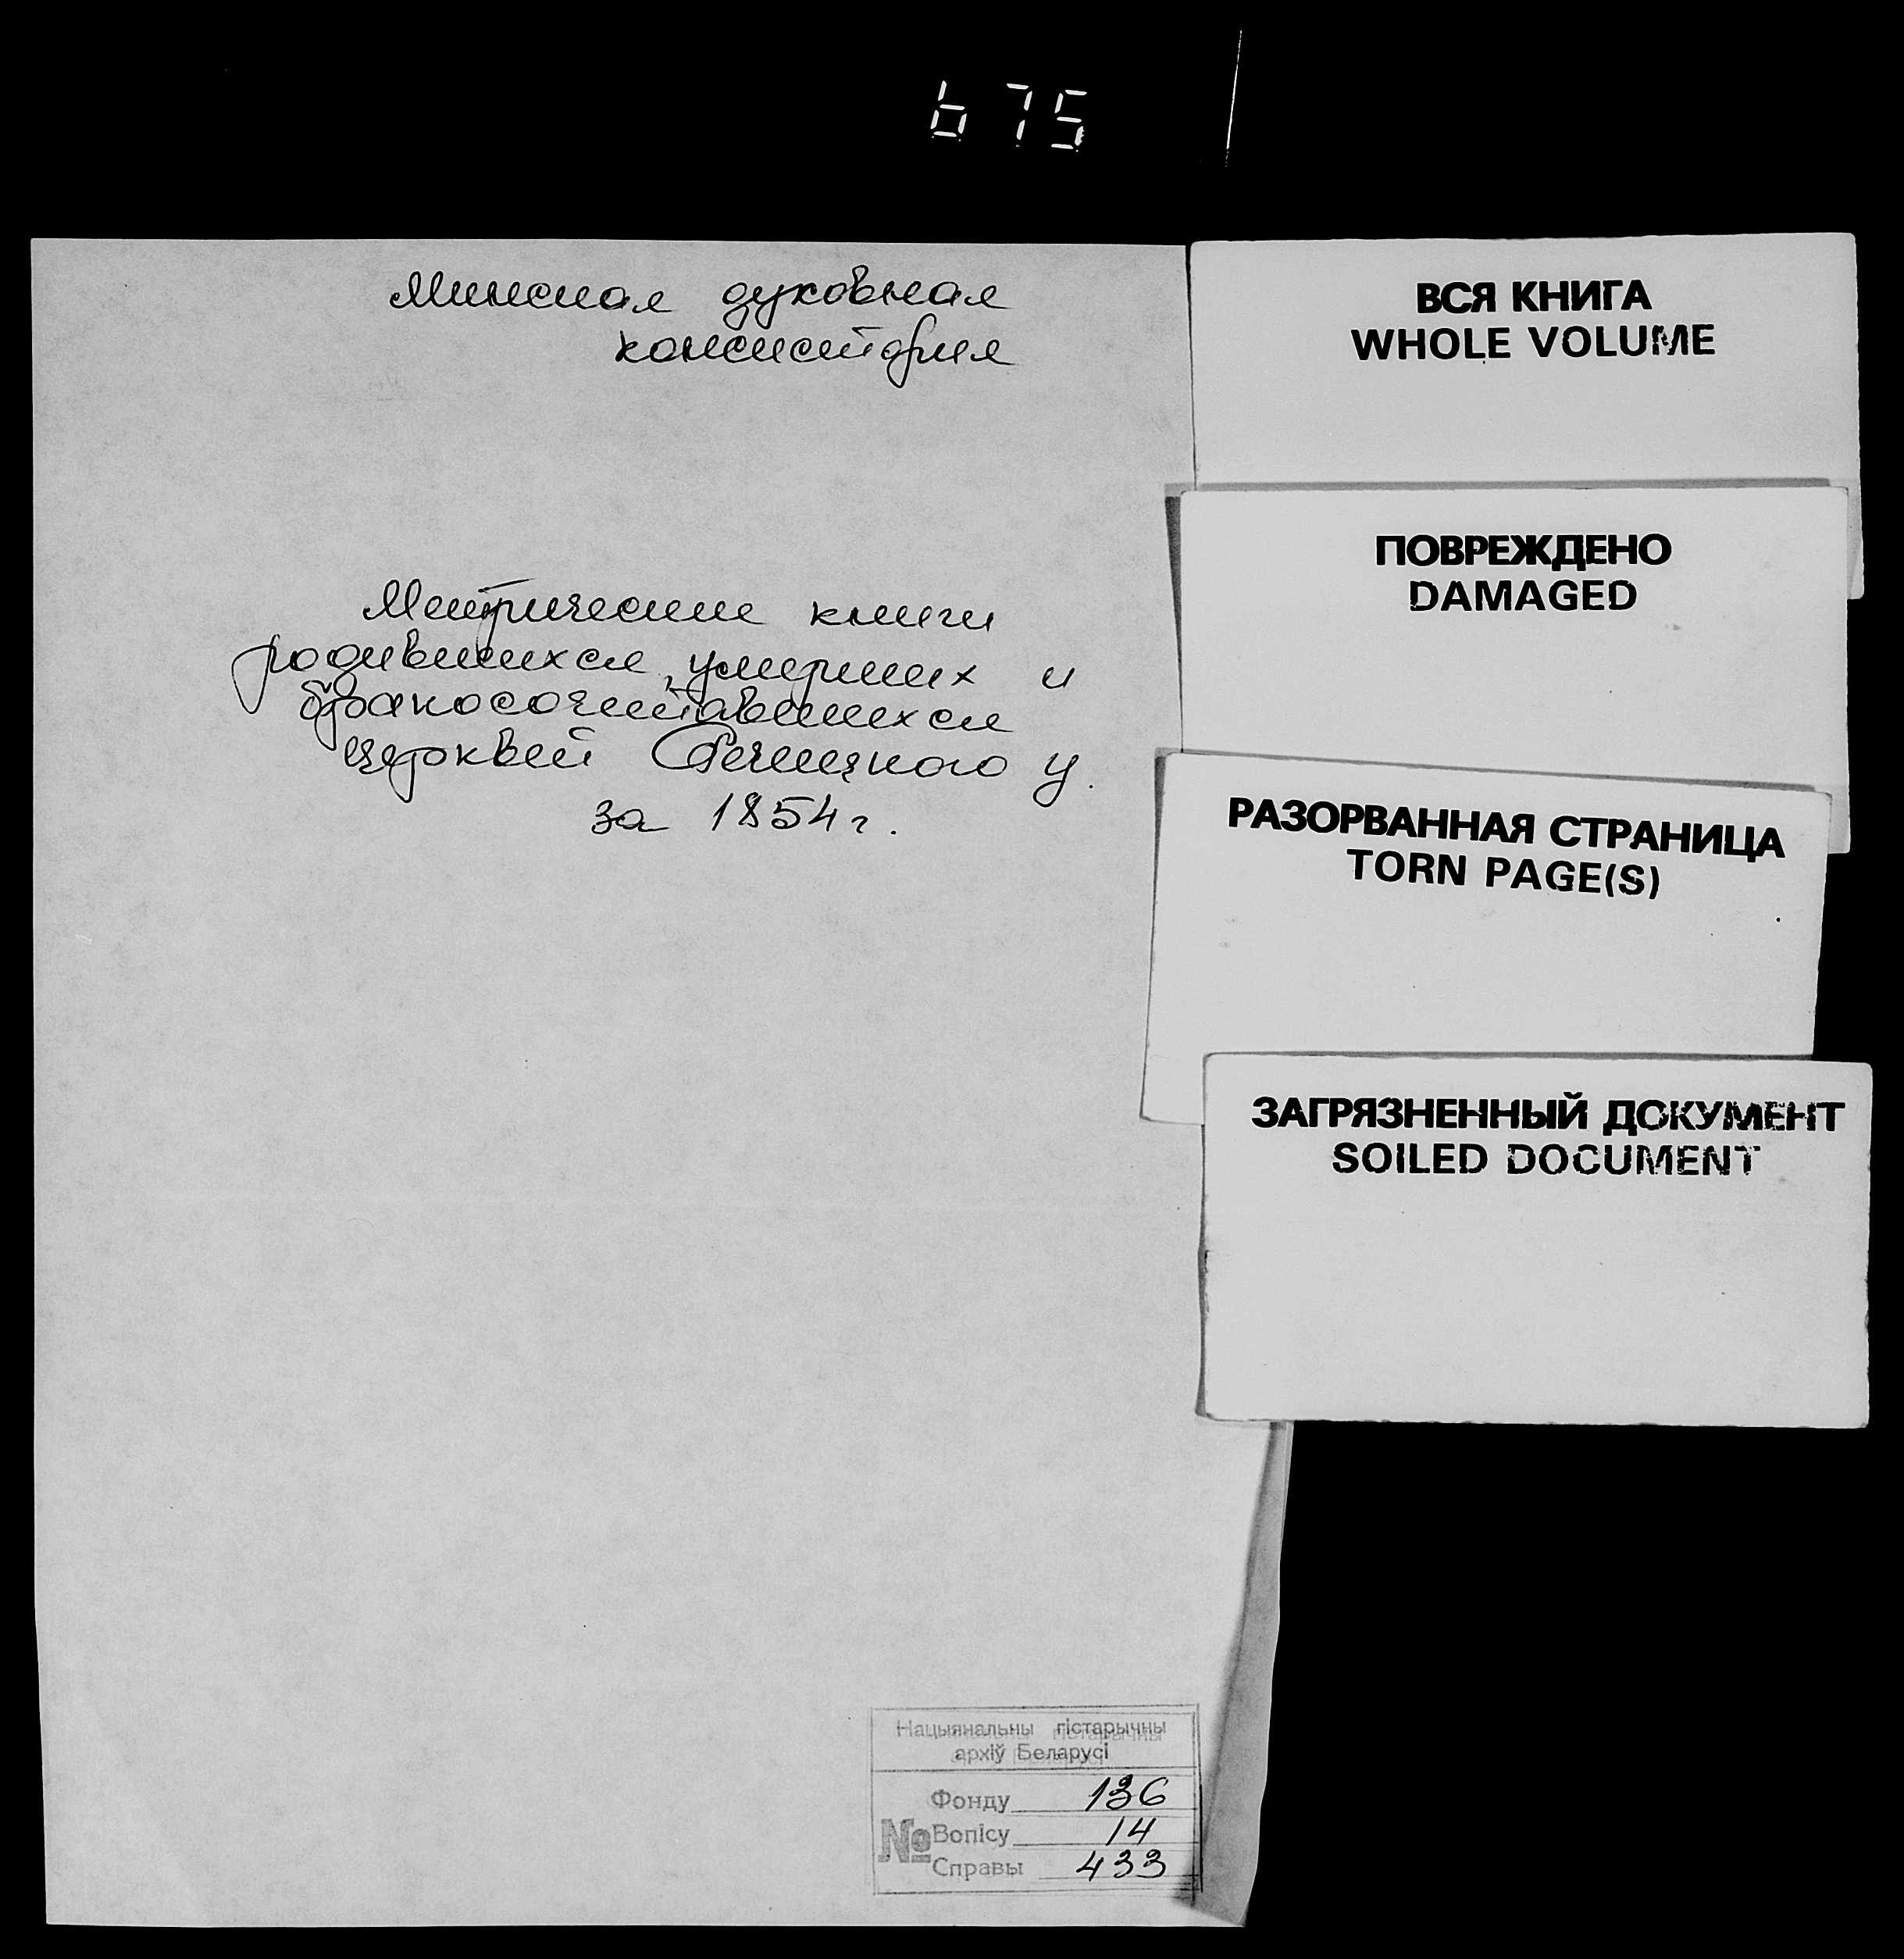 675
Минская духовная
консистория
Метрические книги
родившихся, умерших и
бракосочетавшихся
церквей Речицкого у.
за 1854 г.
ВСЯ КНИГА
WHOLE VOLUME
ПОВРЕЖДЕНО
DAMAGED
РАЗОРВАННАЯ СТРАНИЦА
TORN PAGE(S)
ЗАГРЯЗНЕННЫЙ ДОКУМЕНТ
SOILED DOCUMENT
Нацыянальны гістарычны
архіў Беларусі
Фонду 136
№ Вопісу 14
Справы 433